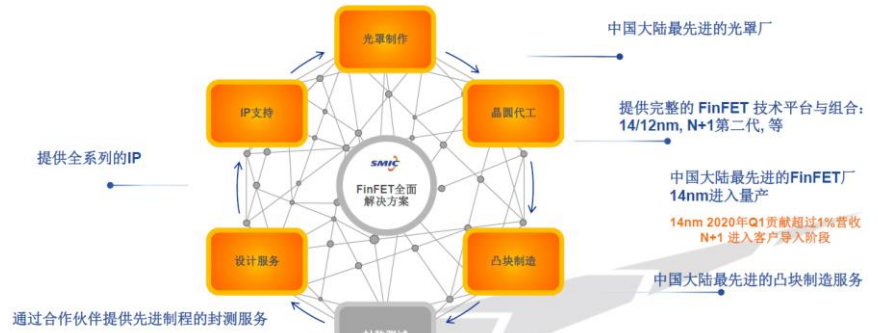 光罩制作
中国大陆最先进的光罩厂
IP支持
晶圆代工
提供完整的 FinFET 技术平台与组合:
14/12nm, N+1第二代, 等
提供全系列的IP
SMIC
FinFET全面
解决方案
中国大陆最先进的FinFET厂
14nm进入量产
14nm 2020年Q1贡献超过1%营收
N+1 进入客户导入阶段
设计服务
凸块制造
中国大陆最先进的凸块制造服务
通过合作伙伴提供先进制程的封测服务